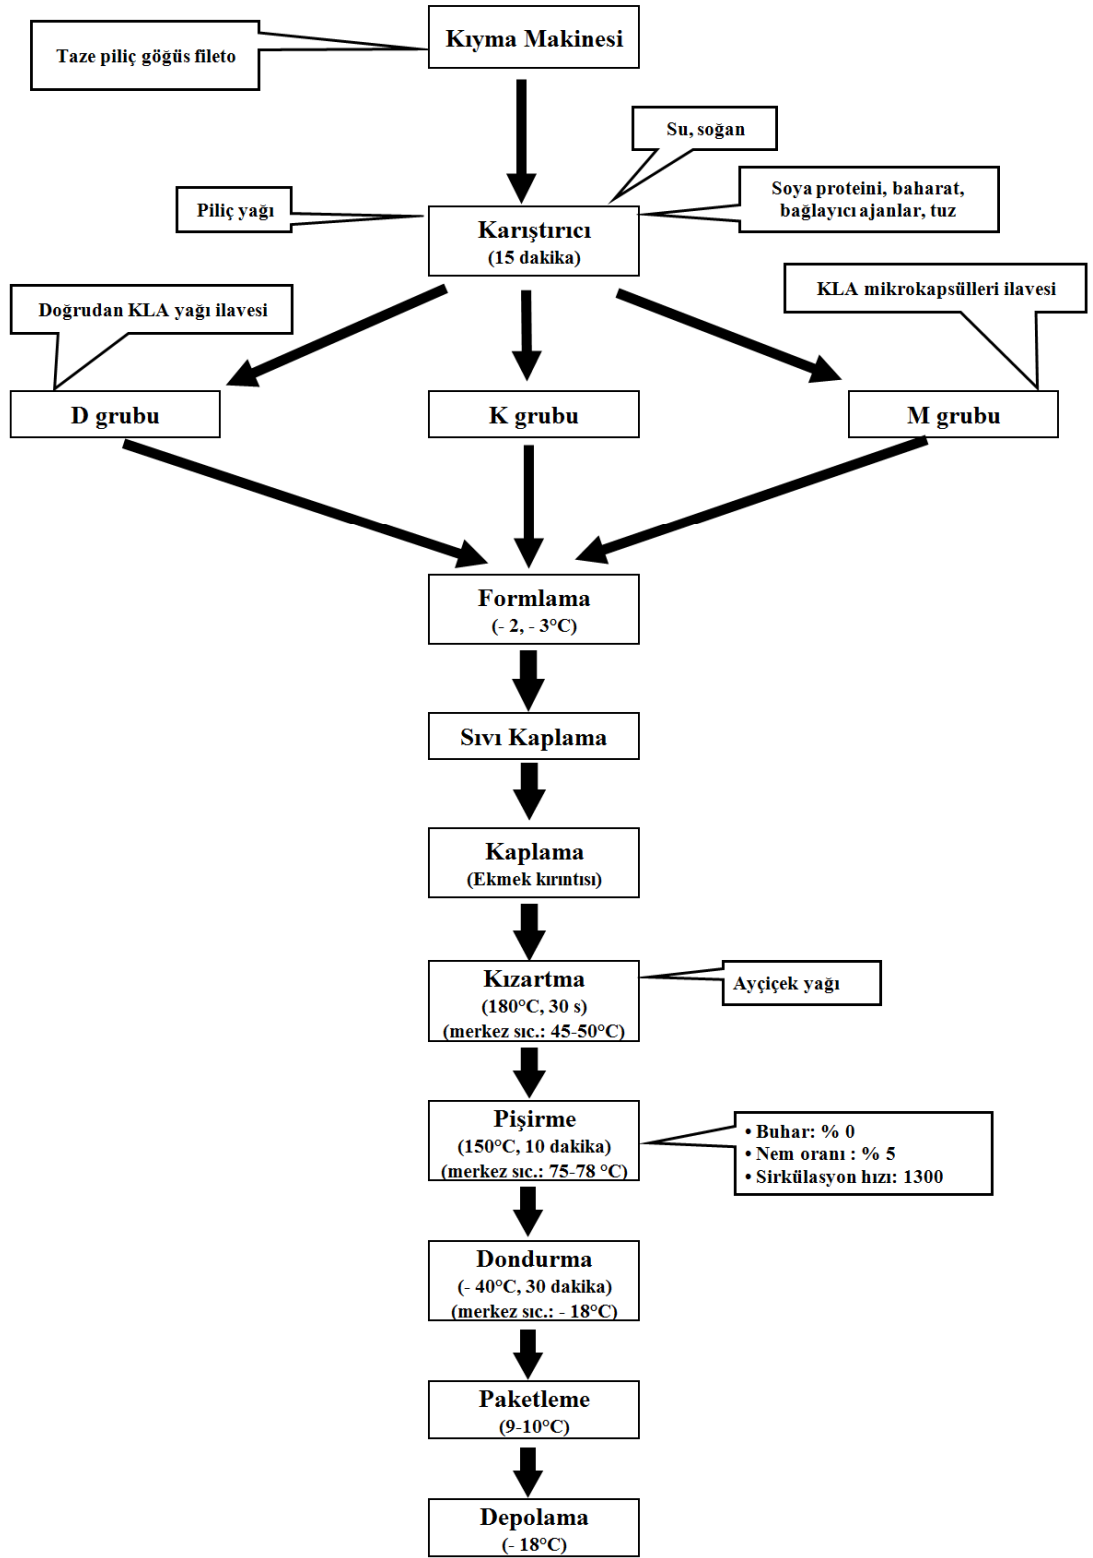 Kıyma Makinesi
Taze piliç göğüs fileto
Su, soğan
Soya proteini, baharat,
bağlayıcı ajanlar, tuz
Piliç yağı
Karıştırıcı
(15 dakika)
Doğrudan KLA yağı ilavesi
KLA mikrokapsülleri ilavesi
D grubu
K grubu
M grubu
Formlama
(- 2, - 3°C)
Sıvı Kaplama
Kaplama
(Ekmek kırıntısı)
Kızartma
(180°C, 30 s)
(merkez sıc.: 45-50°C)
Ayçiçek yağı
Pişirme
(150°C, 10 dakika)
(merkez sıc.: 75-78 °C)
• Buhar: % 0
• Nem oranı : % 5
• Sirkülasyon hızı: 1300
Dondurma
(- 40°C, 30 dakika)
(merkez sıc.: - 18°C)
Paketleme
(9-10°C)
Depolama
(- 18°C)